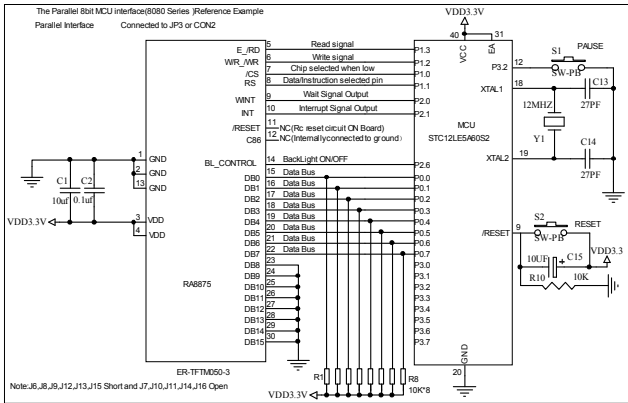 The Parallel 8bit MCU interface(8080 Series )Reference Example
Parallel Interface Connected to JP3 or CON2
VDD3.3V
40 31
VCC EA
E_/RD 5 Read signal P1.3
WR_/WR 6 Write signal P1.2
/CS 7 Chip selected when low P1.0
RS 8 Data/Instruction selected pin P1.1
WINT 9 Wait Signal Output P2.0
INT 10 Interrupt Signal Output P2.1
/RESET 11 NC(Rc reset circuit ON Board)
C86 12 NC(Internallyconnected to ground)
BL_CONTROL 14 BackLight ON/OFF P2.6
DB0 15 Data Bus P0.0
DB1 16 Data Bus P0.1
DB2 17 Data Bus P0.2
DB3 18 Data Bus P0.3
DB4 19 Data Bus P0.4
DB5 20 Data Bus P0.5
DB6 21 Data Bus P0.6
DB7 22 Data Bus P0.7
DB8 23 P3.0
DB9 24 P3.1
DB10 25 P3.2
DB11 26 P3.3
DB12 27 P3.4
DB13 28 P3.5
DB14 29 P3.6
DB15 30 P3.7
1 GND
2 GND
13 GND
3 VDD
4 VDD
C1 C2
10uf 0.1uf
VDD3.3V
RA8875
ER-TFTM050-3
MCU
STC12LE5A60S2
P3.2 12
S1 PAUSE
SW-PB
XTAL1 18
C13
27PF
12MHZ
Y1
XTAL2 19
C14
27PF
/RESET 9
S2 RESET
SW-PB
VDD3.3
10UF + C15
R10 10K
GND
20
R1 R8
10K*8
VDD3.3V
Note:J6,J8,J9,J12,J13,J15 Short and J7,J10,J11,J14,J16 Open